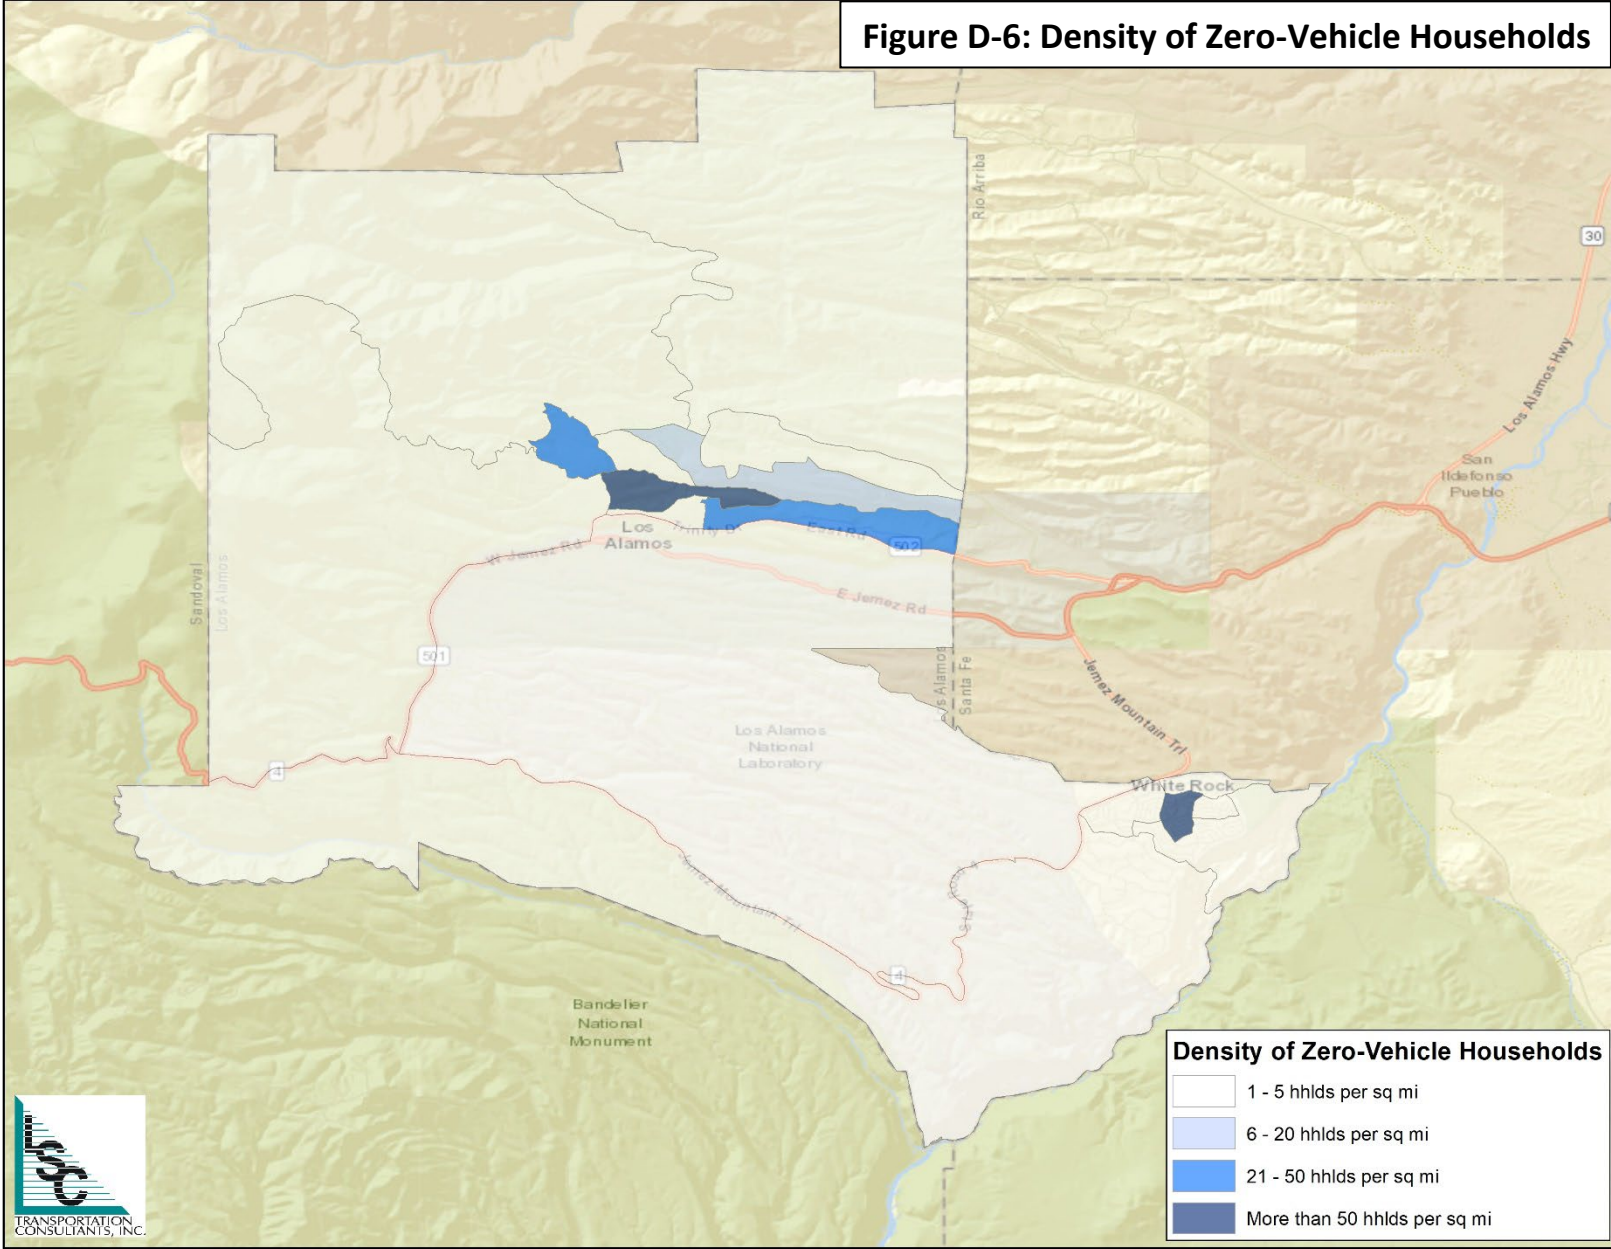 Figure D-6: Density of Zero-Vehicle Households
Rio Arriba
30
Los Alamos Hwy
San
Ildefonso
Pueblo
Los
Alamos
Trinity D
East Rd
502
W Jemez Rd
E Jemez Rd
Sandoval
Los Alamos
501
Los Alamos
Santa Fe
Jemez Mountain Trl
Los Alamos
National
Laboratory
4
White Rock
Jemez Mountain Trl
State Road 4
4
Bandelier
National
Monument
Density of Zero-Vehicle Households
1 - 5 hhlds per sq mi
6 - 20 hhlds per sq mi
21 - 50 hhlds per sq mi
More than 50 hhlds per sq mi
LSC
TRANSPORTATION
CONSULTANTS, INC.